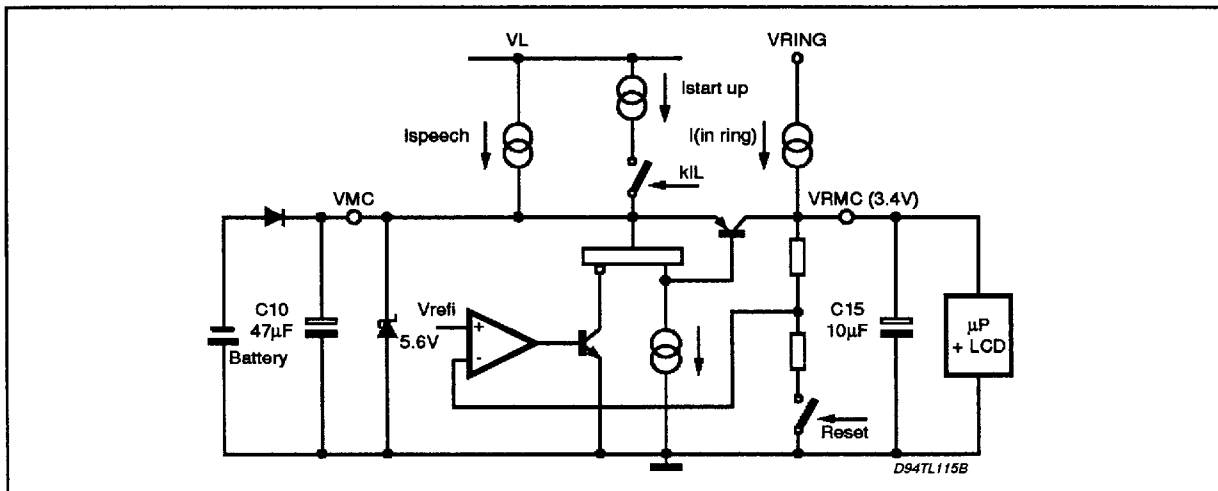 VL
VRING
Istart up
Ispeech
I(in ring)
kIL
VMC
VRMC (3.4V)
C10
47µF
Vrefi
+
-
5.6V
Battery
C15
10µF
µP
+ LCD
Reset
D94TL115B